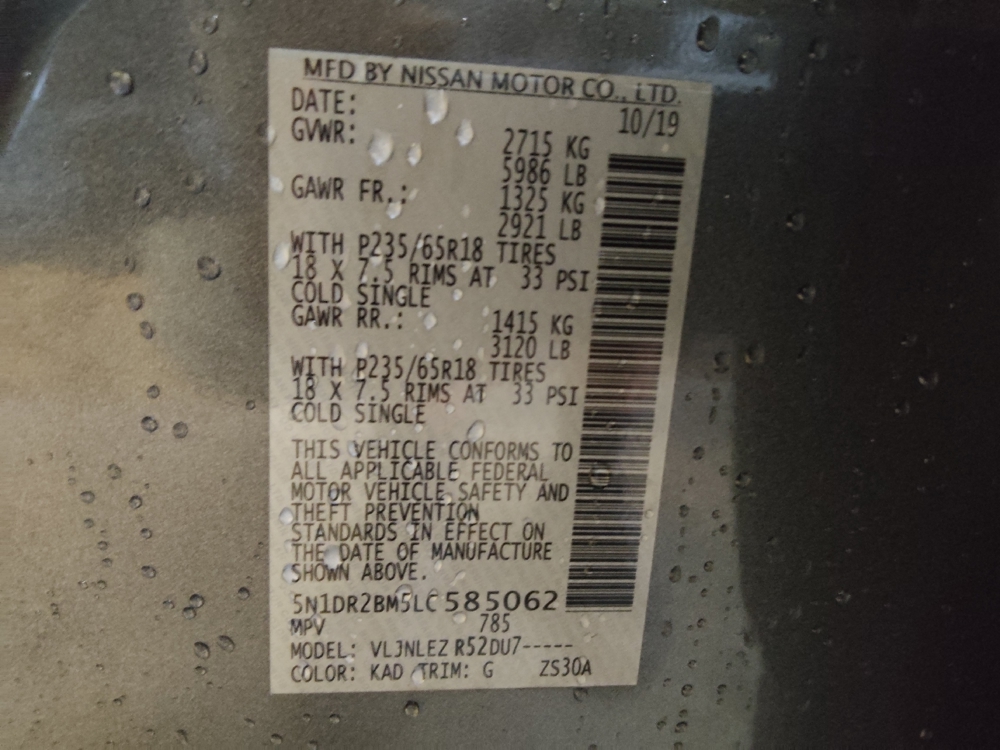 MFD BY NISSAN MOTOR CO., LTD.
DATE: 10/19
GVWR: 2715 KG
5986 LB
GAWR FR.: 1325 KG
2921 LB
WITH P235/65R18 TIRES
18 X 7.5 RIMS AT 33 PSI
COLD SINGLE
GAWR RR.: 1415 KG
3120 LB
WITH P235/65R18 TIRES
18 X 7.5 RIMS AT 33 PSI
COLD SINGLE
THIS VEHICLE CONFORMS TO
ALL APPLICABLE FEDERAL
MOTOR VEHICLE SAFETY AND
THEFT PREVENTION
STANDARDS IN EFFECT ON
THE DATE OF MANUFACTURE
SHOWN ABOVE.
5N1DR2BM5LC585062
MPV 785
MODEL: VLJNLEZ R52DU7-----
COLOR: KAD TRIM: G ZS30A